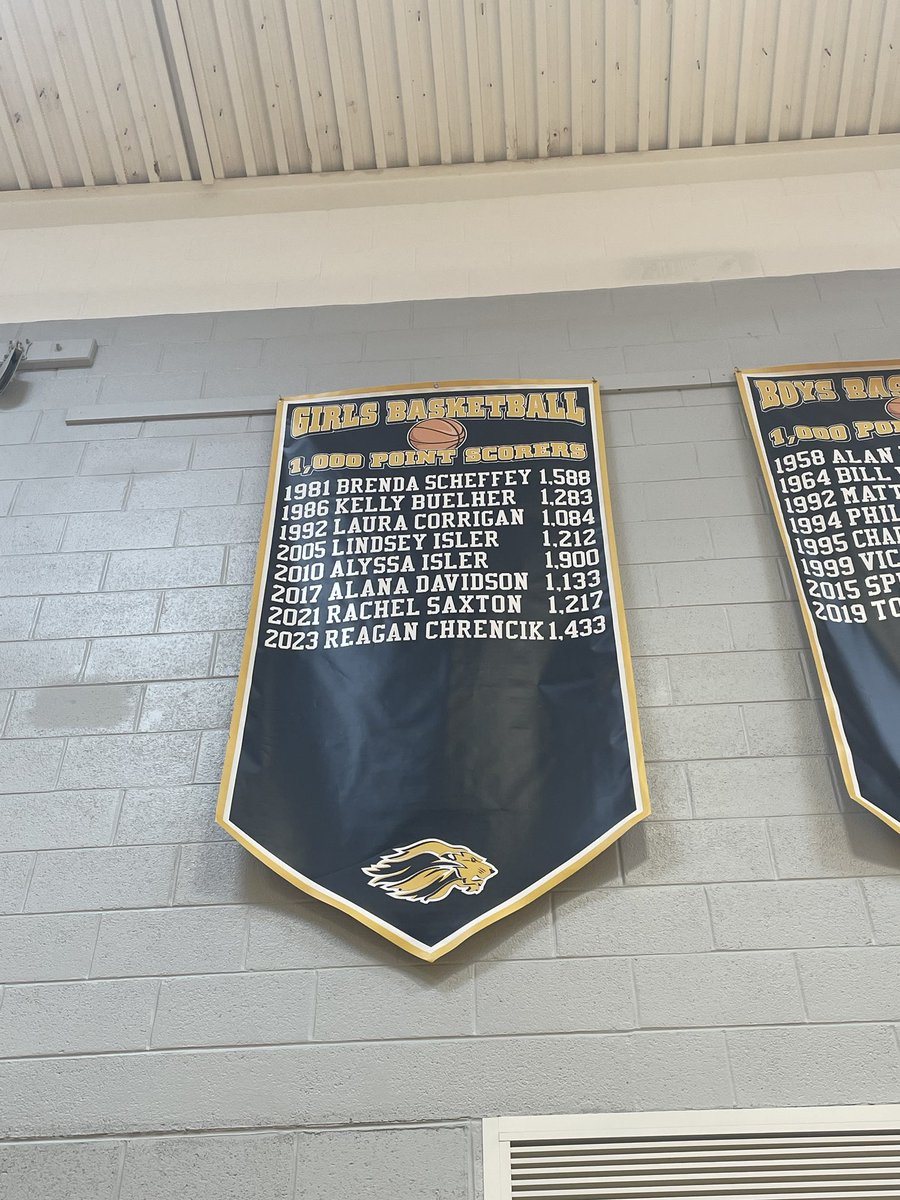 GIRLS BASKETBALL
1,000 POINT SCORERS
1981 BRENDA SCHEFFEY 1,588
1986 KELLY BUELHER 1,283
1992 LAURA CORRIGAN 1,084
2005 LINDSEY ISLER 1,212
2010 ALYSSA ISLER 1,900
2017 ALANA DAVIDSON 1,133
2021 RACHEL SAXTON 1,217
2023 REAGAN CHRENCIK 1,433
BOYS BAS
1,000 PO
1958 ALAN
1964 BILL
1992 MATT
1994 PHIL
1995 CHA
1999 VIC
2015 SP
2019 TO